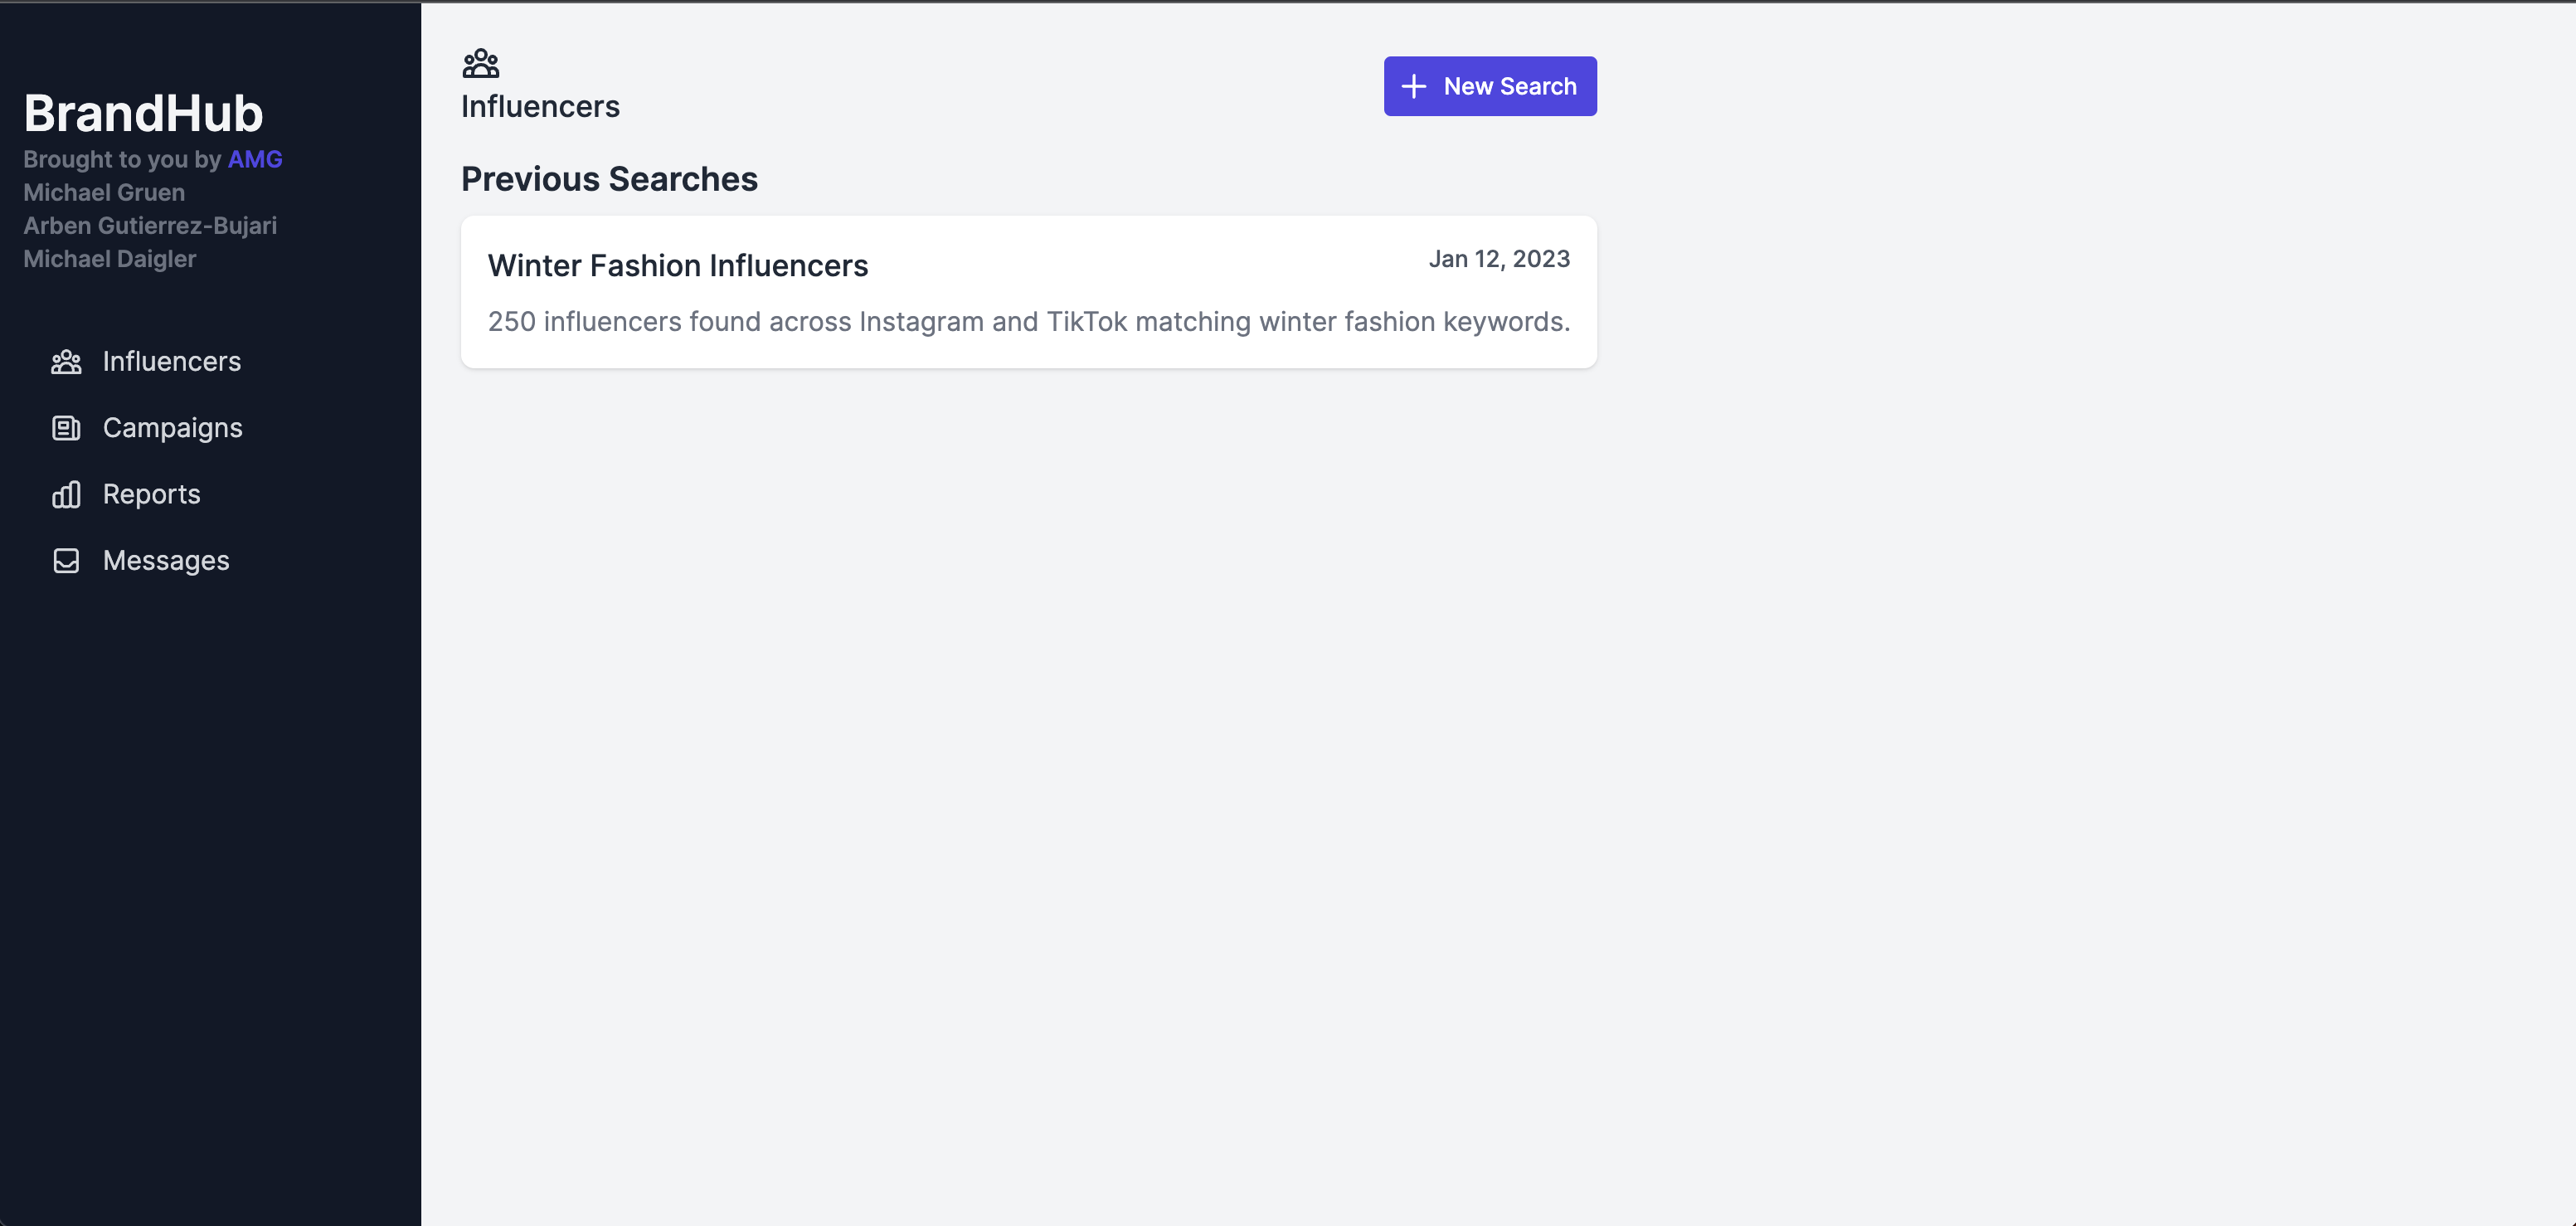 BrandHub
Brought to you by AMG
Michael Gruen
Arben Gutierrez-Bujari
Michael Daigler
Influencers
Campaigns
Reports
Messages
Influencers
New Search
Previous Searches
Winter Fashion Influencers
Jan 12, 2023
250 influencers found across Instagram and TikTok matching winter fashion keywords.